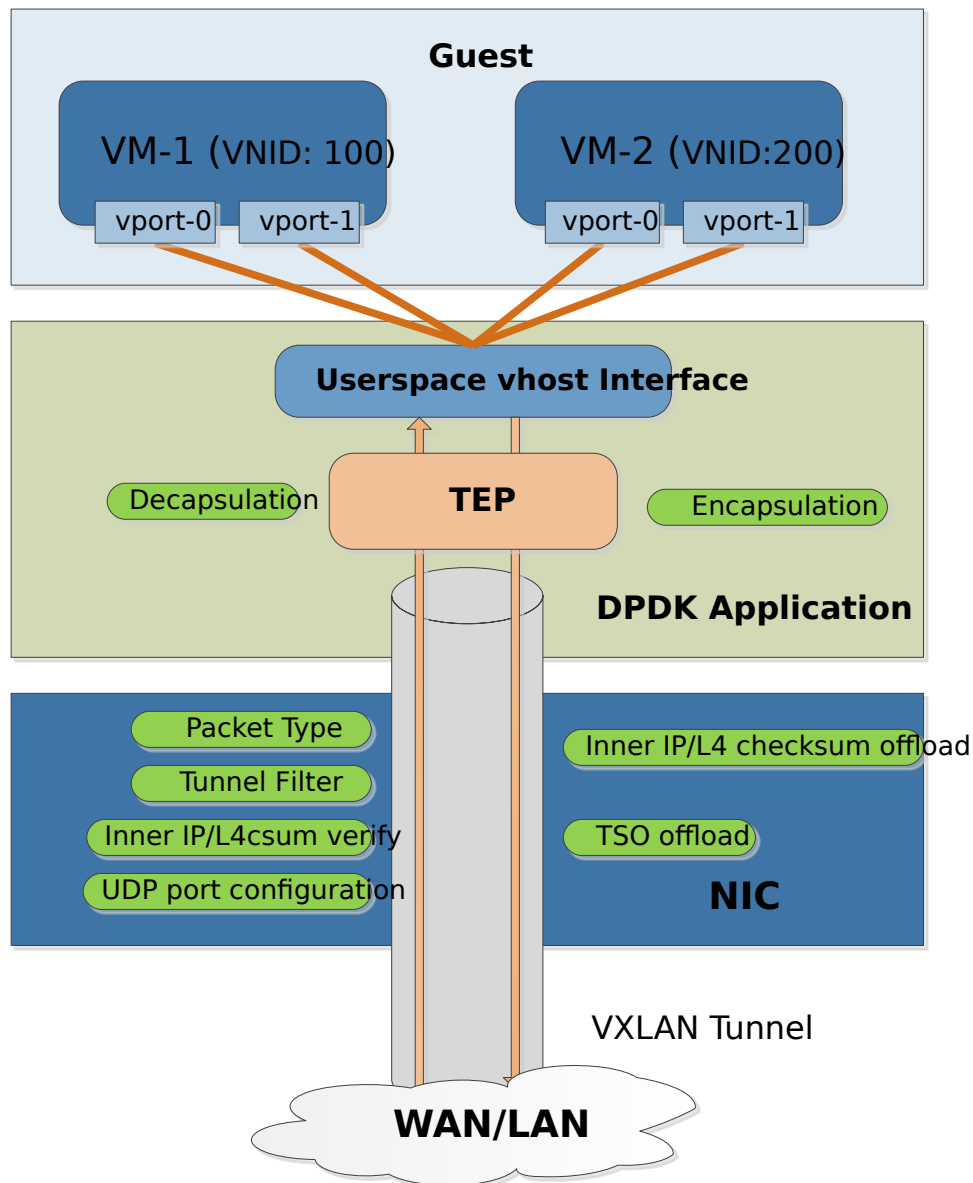 Guest
VM-1 (VNID: 100)
VM-2 (VNID:200)
vport-0
vport-1
vport-0
vport-1
Userspace vhost Interface
Decapsulation
TEP
Encapsulation
DPDK Application
Packet Type
Inner IP/L4 checksum offload
Tunnel Filter
Inner IP/L4csum verify
TSO offload
UDP port configuration
NIC
VXLAN Tunnel
WAN/LAN